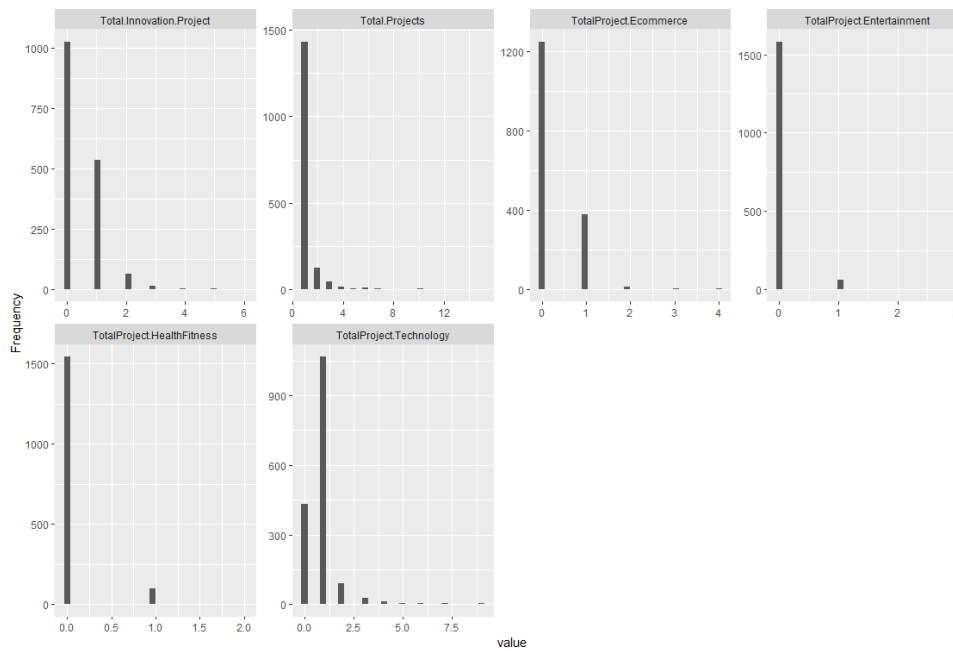 Total.Innovation.Project
Total.Projects
TotalProject.Ecommerce
TotalProject.Entertainment
1000
750
500
250
0
0 2 4 6
1500
1000
500
0
0 4 8 12
1200
800
400
0
0 1 2 3 4
1500
1000
500
0
0 1 2
Frequency
TotalProject.HealthFitness
TotalProject.Technology
1500
1000
500
0
0.0 0.5 1.0 1.5 2.0
900
600
300
0
0.0 2.5 5.0 7.5
value